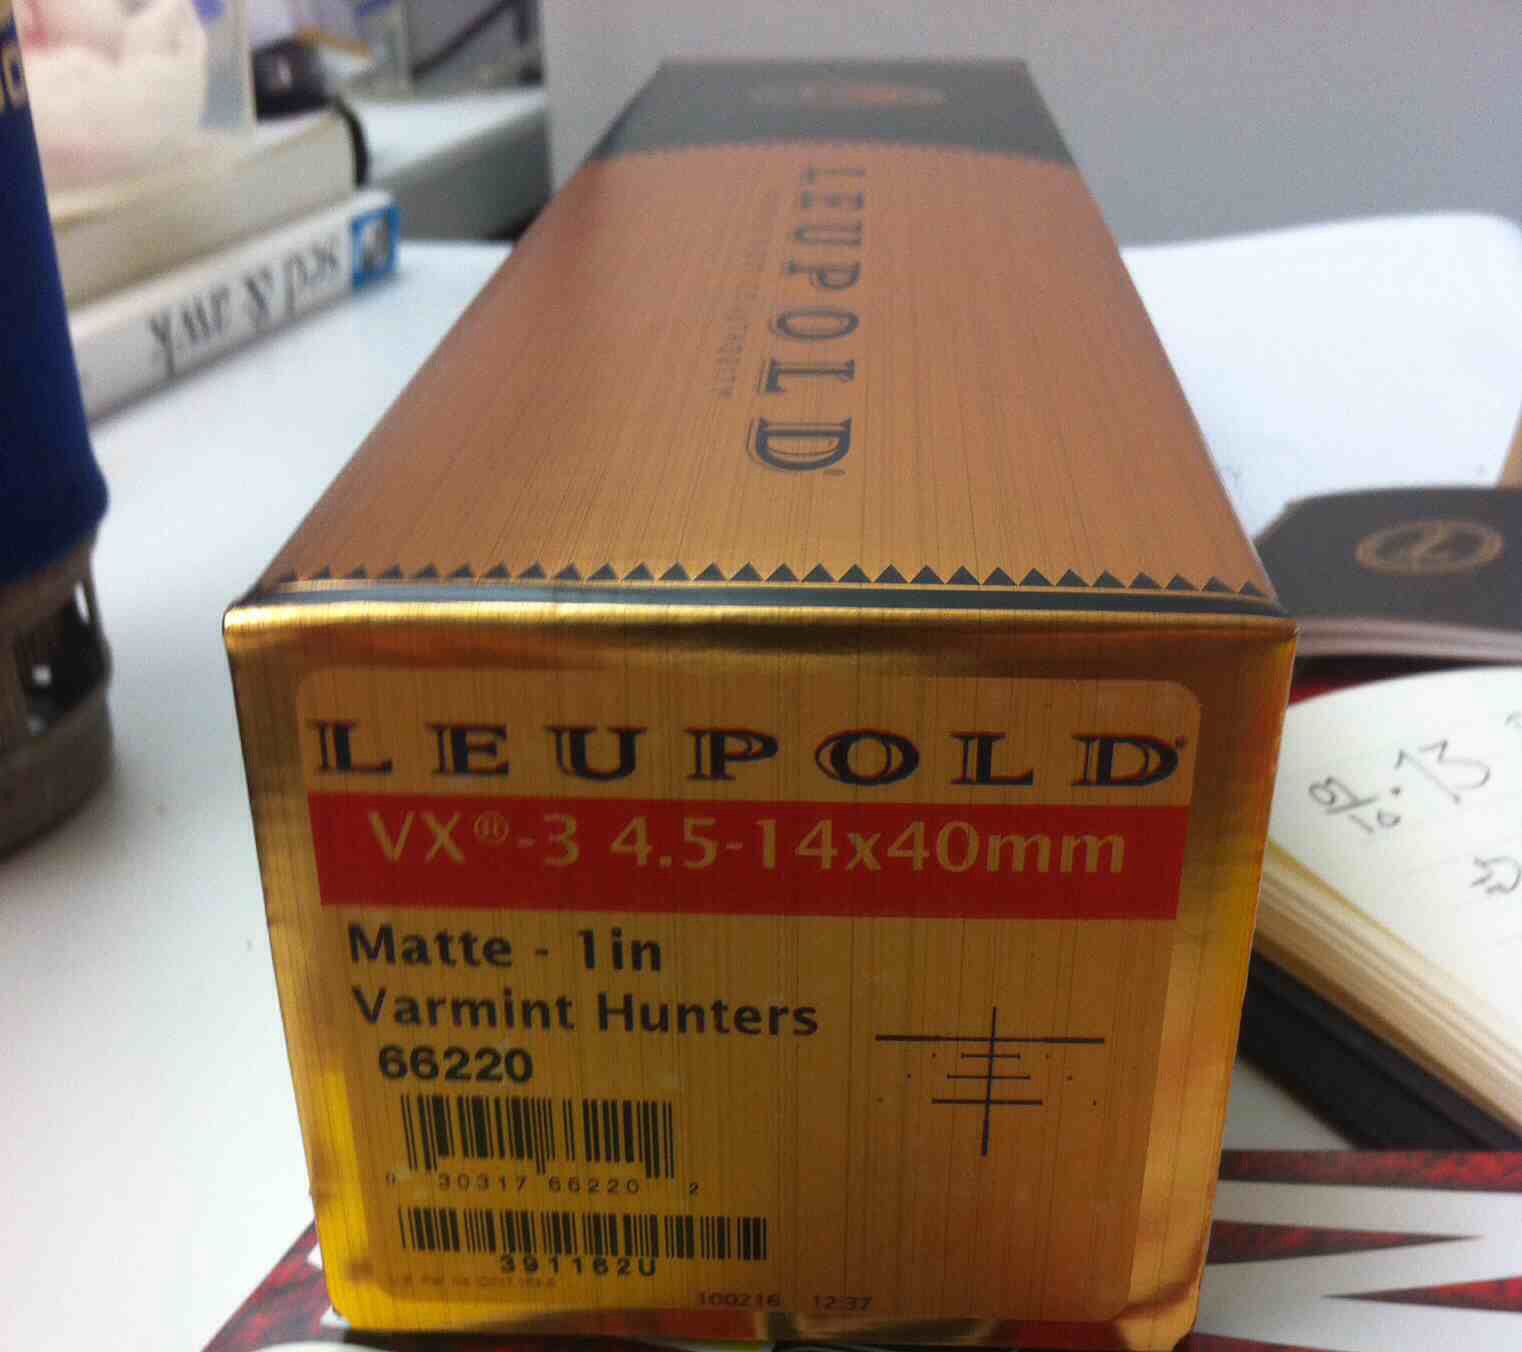 LEUPOLD
LEUPOLD
VX®-3 4.5-14x40mm
Matte - 1in
Varmint Hunters
66220
0 30317 66220 2
391162U
100216 12:37